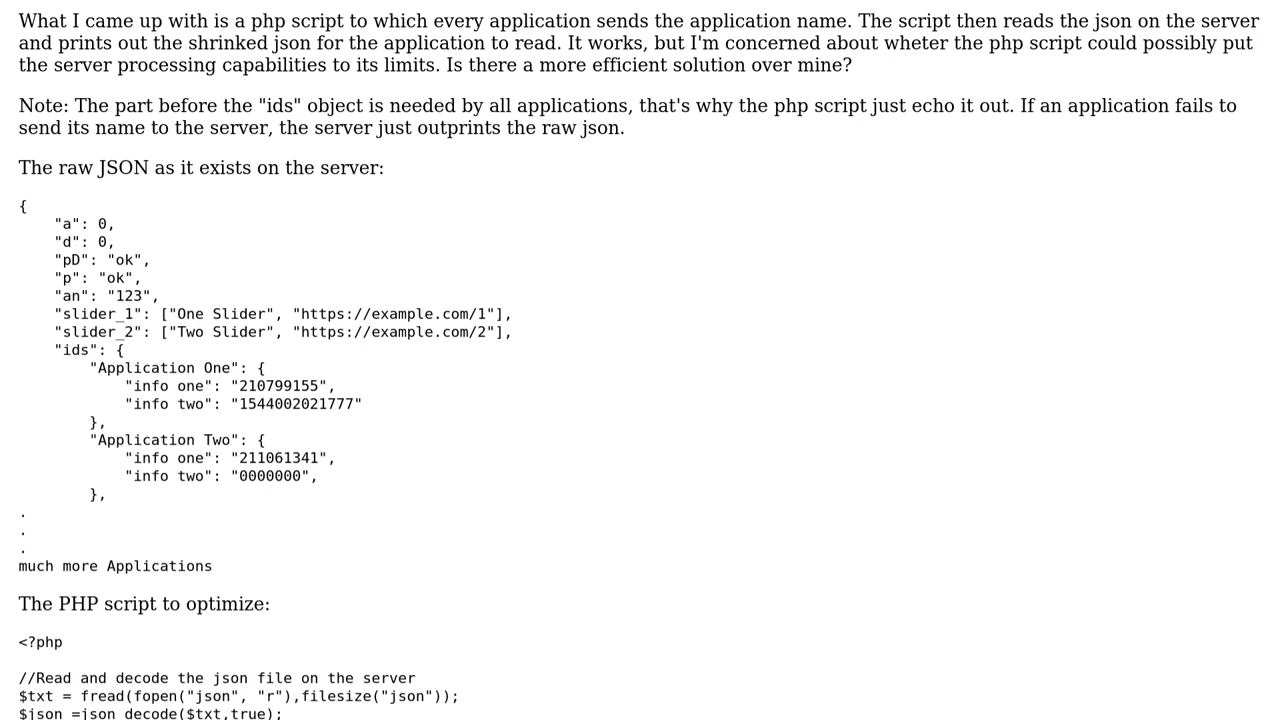 What I came up with is a php script to which every application sends the application name. The script then reads the json on the server
and prints out the shrinked json for the application to read. It works, but I'm concerned about wheter the php script could possibly put
the server processing capabilities to its limits. Is there a more efficient solution over mine?
Note: The part before the "ids" object is needed by all applications, that's why the php script just echo it out. If an application fails to
send its name to the server, the server just outprints the raw json.
The raw JSON as it exists on the server:
{
    "a": 0,
    "d": 0,
    "pD": "ok",
    "p": "ok",
    "an": "123",
    "slider_1": ["One Slider", "https://example.com/1"],
    "slider_2": ["Two Slider", "https://example.com/2"],
    "ids": {
        "Application One": {
            "info one": "210799155",
            "info two": "1544002021777"
        },
        "Application Two": {
            "info one": "211061341",
            "info two": "0000000",
        },
.
.
.
much more Applications
The PHP script to optimize:
<?php
//Read and decode the json file on the server
$txt = fread(fopen("json", "r"),filesize("json"));
$json =json_decode($txt,true);